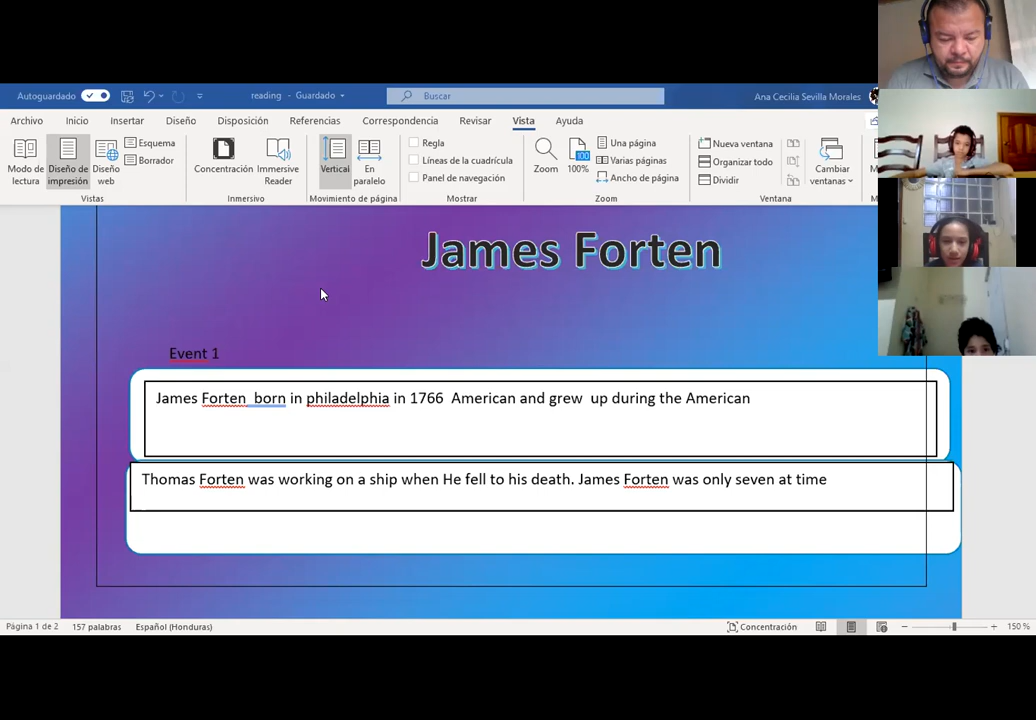 Autoguardado
reading - Guardado
Buscar
Ana Cecilia Sevilla Morales
Archivo Inicio Insertar Diseño Disposición Referencias Correspondencia Revisar Vista Ayuda
Modo de lectura
Diseño de impresión
Diseño web
Esquema
Borrador
Vistas
Concentración
Immersive Reader
Inmersivo
Vertical
En paralelo
Movimiento de página
Regla
Líneas de la cuadrícula
Panel de navegación
Mostrar
Zoom
100
100%
Una página
Varias páginas
Ancho de página
Zoom
Nueva ventana
Organizar todo
Dividir
Cambiar ventanas
Ventana
James Forten
Event 1
James Forten born in philadelphia in 1766 American and grew up during the American
Thomas Forten was working on a ship when He fell to his death. James Forten was only seven at time
Página 1 de 2 157 palabras Español (Honduras) Concentración 150 %